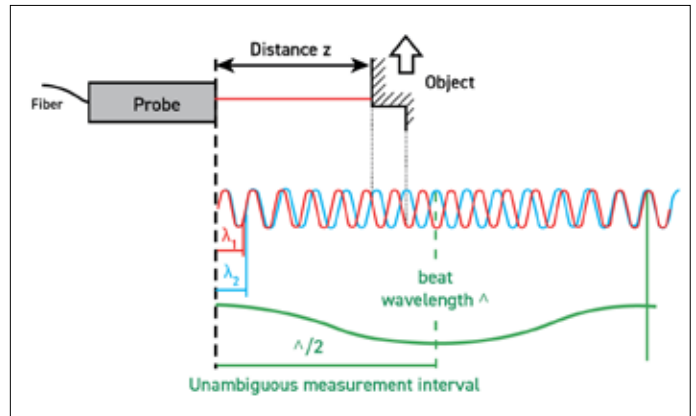 Distance z
Object
Fiber
Probe
λ1
λ2
beat
wavelength ^
^/2
Unambiguous measurement interval